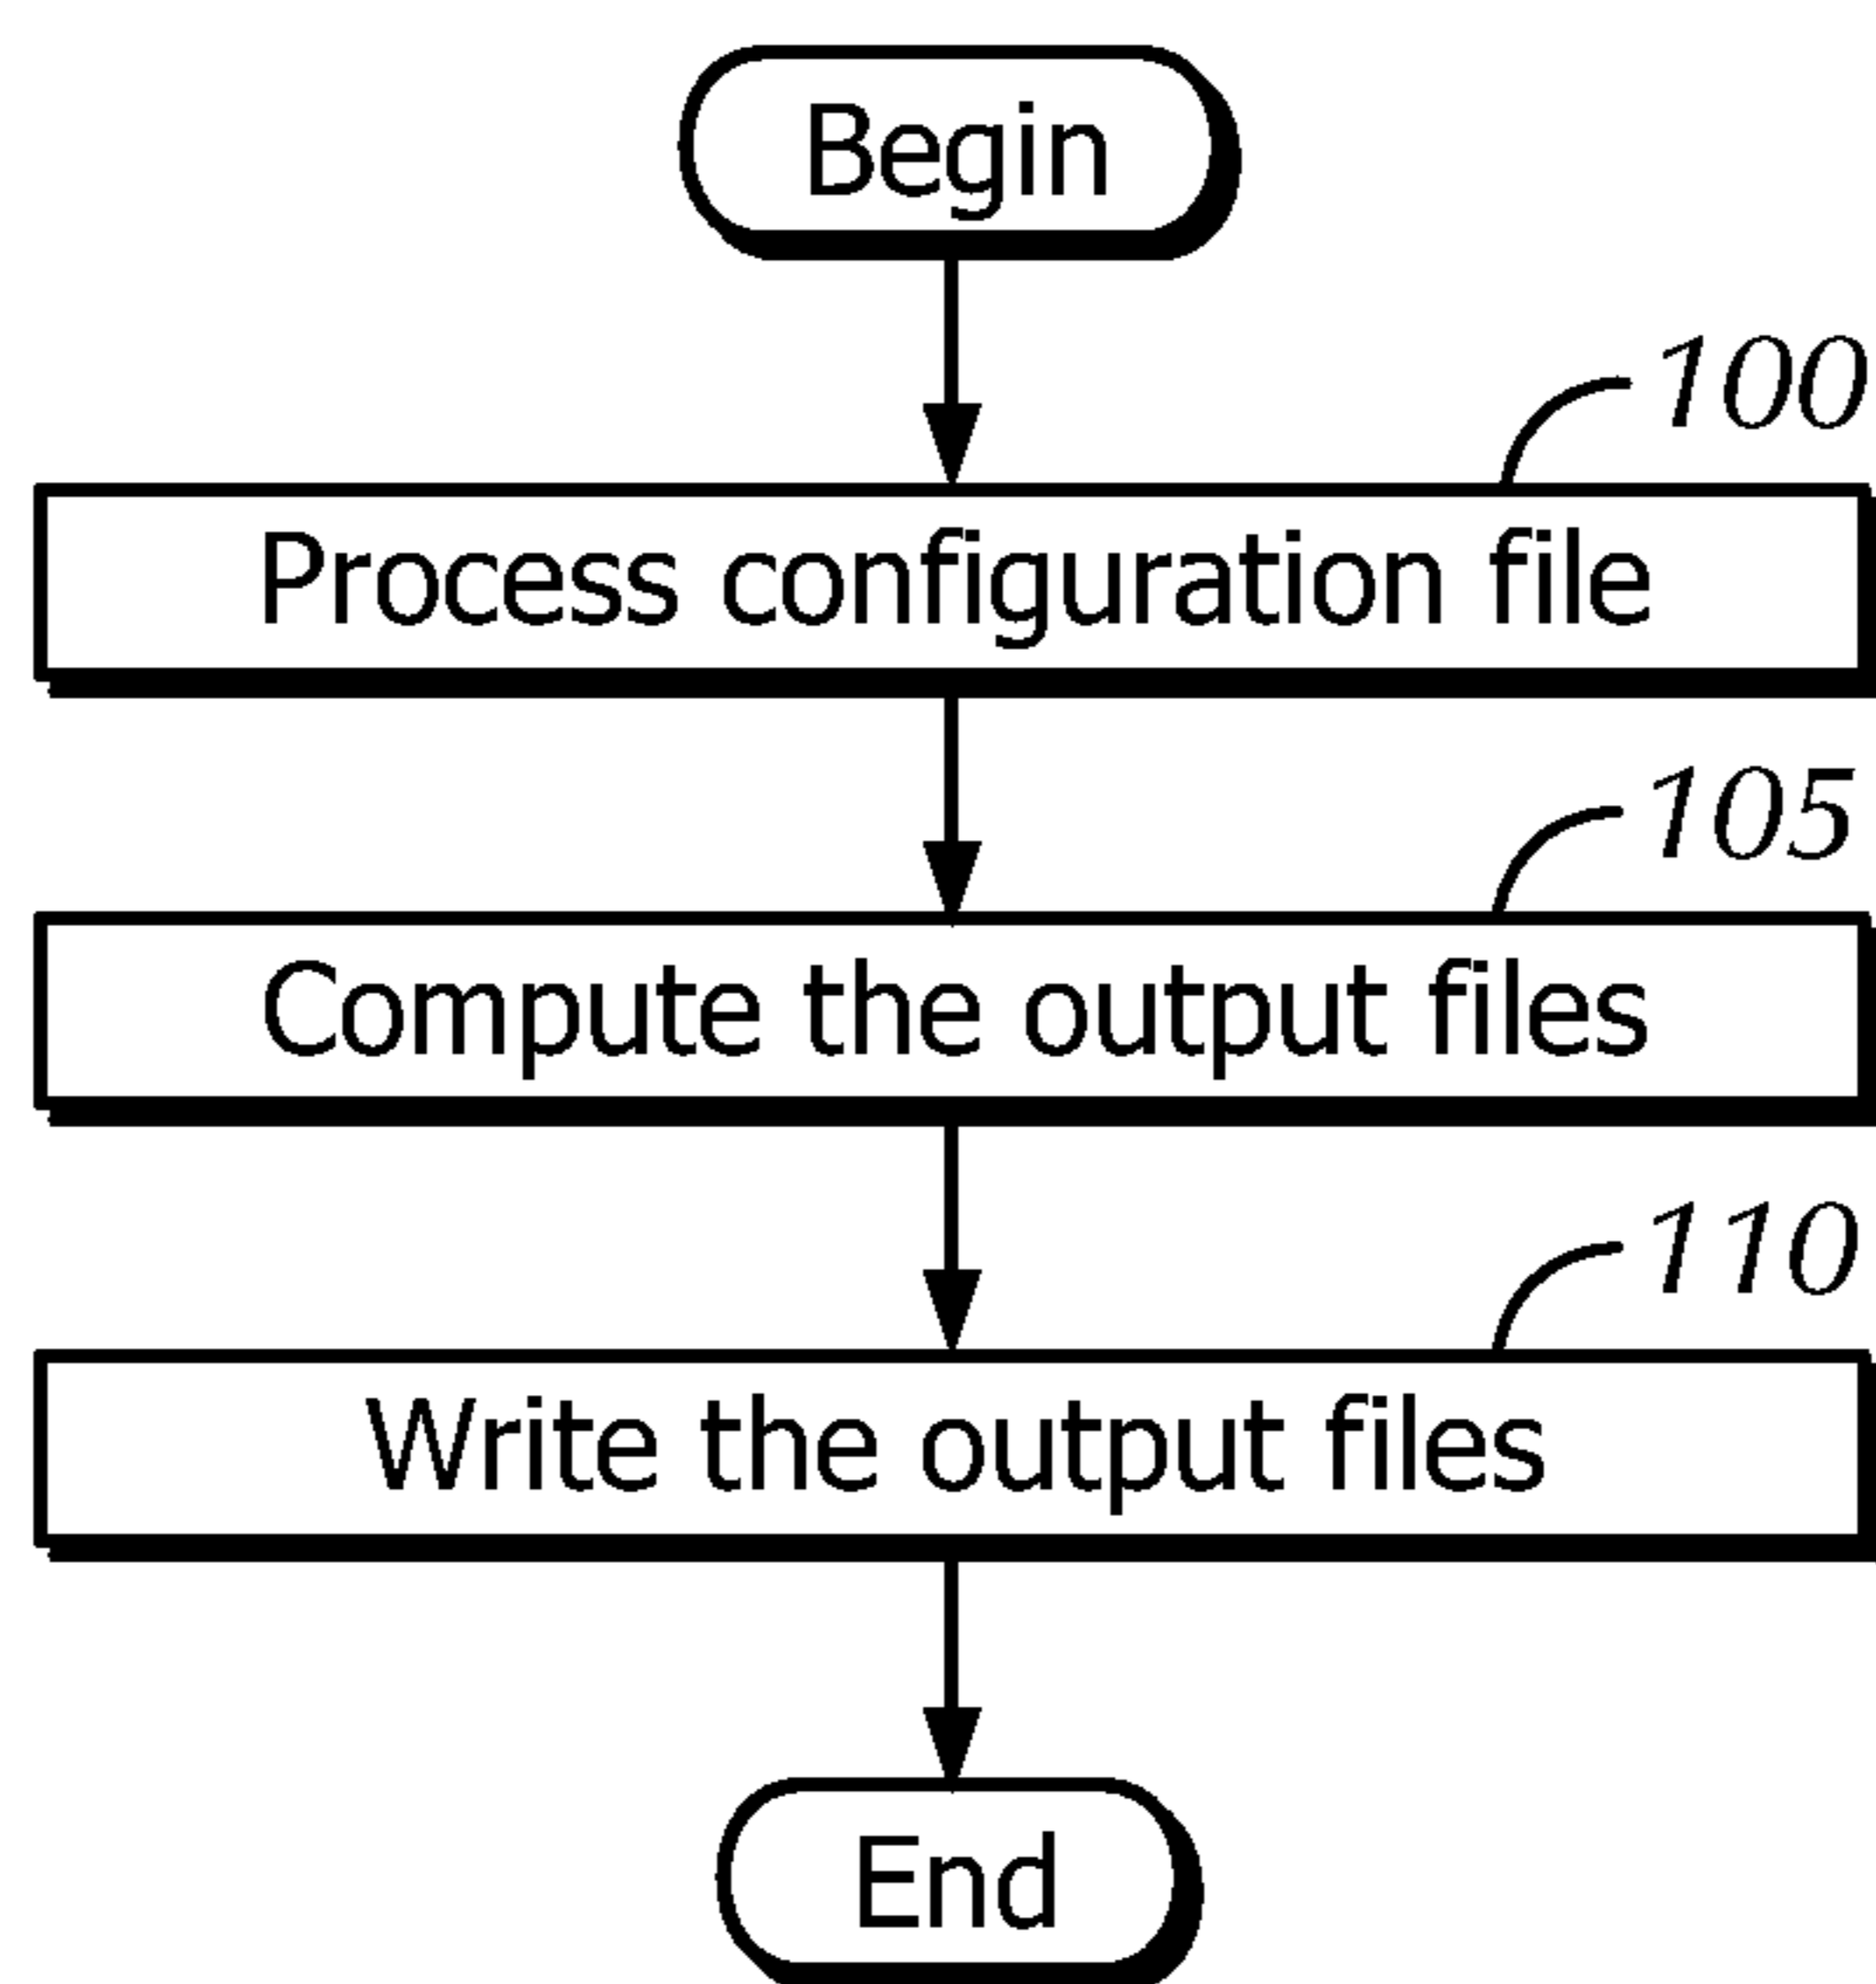 Begin
100
Process configuration file
105
Compute the output files
110
Write the output files
End